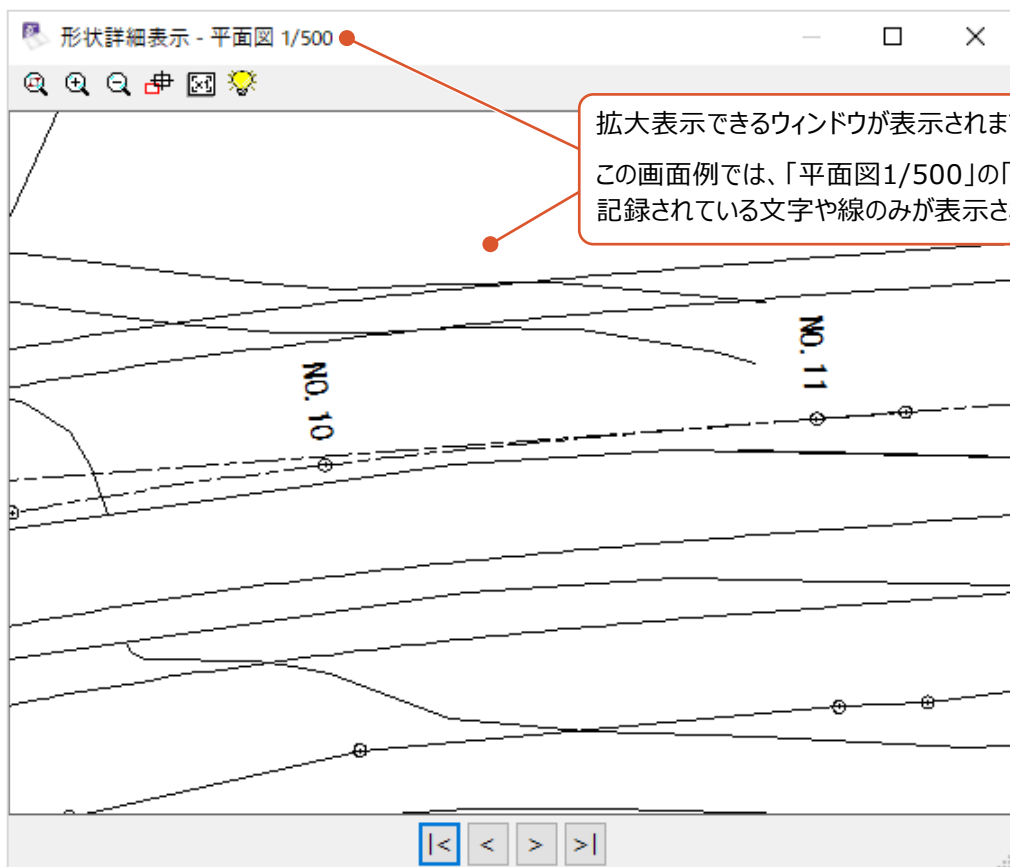 形状詳細表示 - 平面図 1/500
拡大表示できるウィンドウが表示されま
この画面例では、「平面図1/500」の「
記録されている文字や線のみが表示さ
NO. 10
NO. 11
|< < > >|